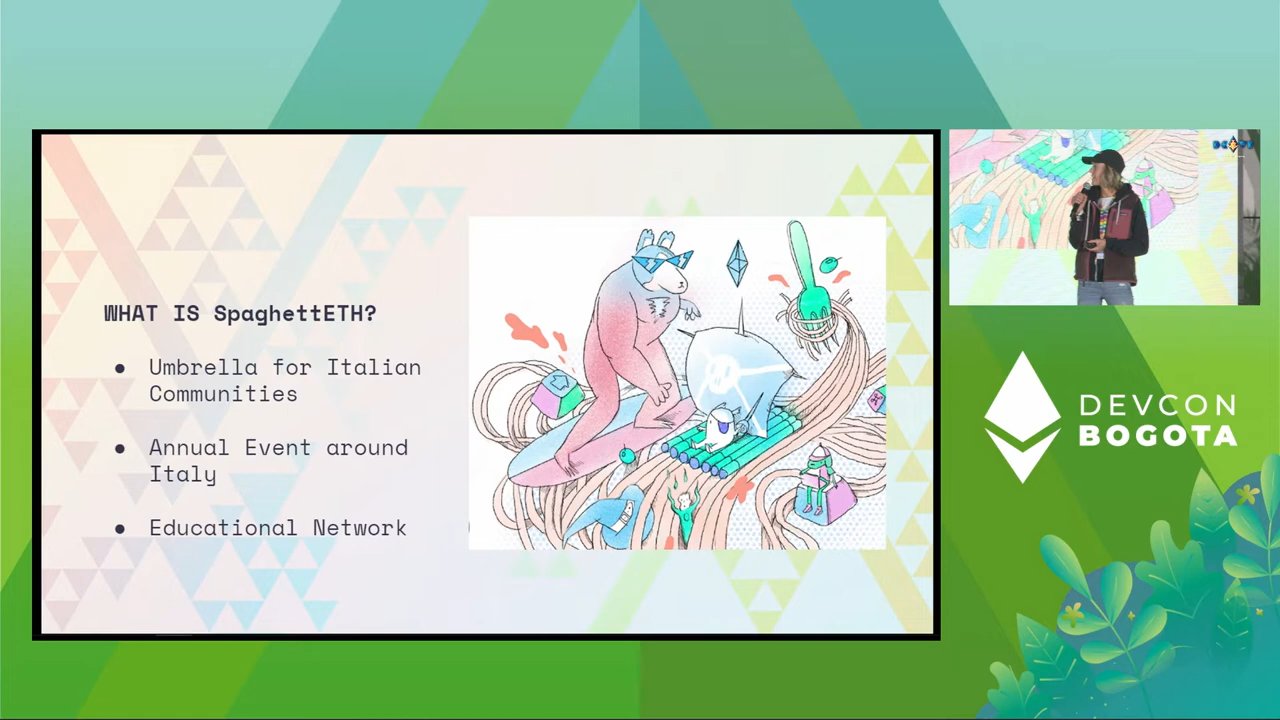 WHAT IS SpaghettETH?
● Umbrella for Italian
Communities
● Annual Event around
Italy
● Educational Network
DEVCON
BOGOTA